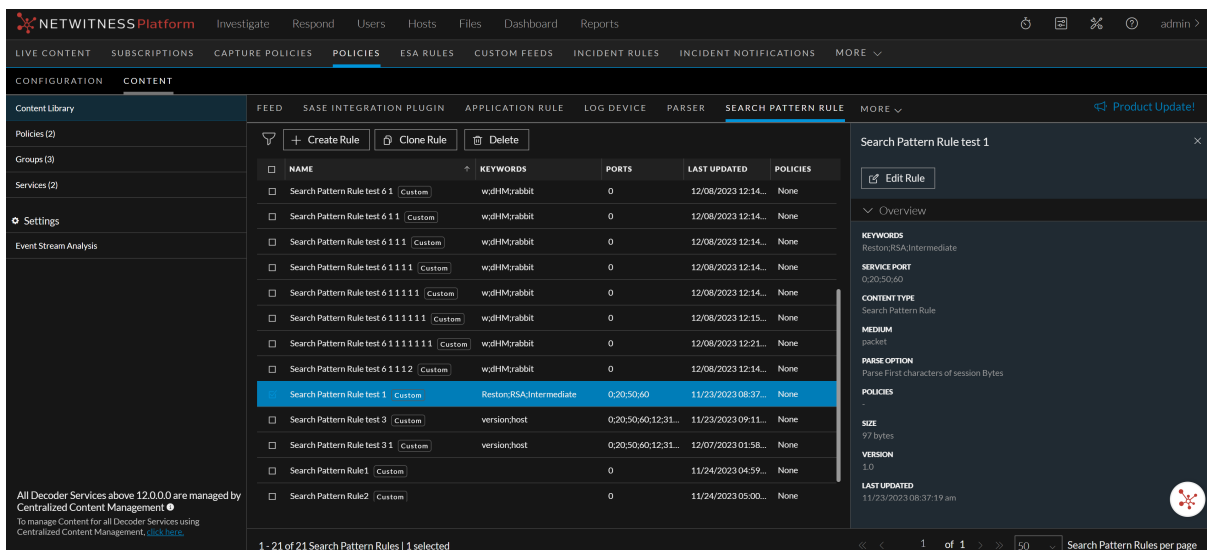 NETWITNESS Platform Investigate Respond Users Hosts Files Dashboard Reports admin >
LIVE CONTENT SUBSCRIPTIONS CAPTURE POLICIES POLICIES ESA RULES CUSTOM FEEDS INCIDENT RULES INCIDENT NOTIFICATIONS MORE
CONFIGURATION CONTENT
Content Library
Policies (2)
Groups (3)
Services (2)
Settings
Event Stream Analysis
All Decoder Services above 12.0.0.0 are managed by
Centralized Content Management
To manage Content for all Decoder Services using
Centralized Content Management, click here.
FEED SASE INTEGRATION PLUGIN APPLICATION RULE LOG DEVICE PARSER SEARCH PATTERN RULE MORE
Product Update!
+ Create Rule Clone Rule Delete
NAME KEYWORDS PORTS LAST UPDATED POLICIES
Search Pattern Rule test 6 1 Custom w;dHM;rabbit 0 12/08/2023 12:14... None
Search Pattern Rule test 6 1 1 Custom w;dHM;rabbit 0 12/08/2023 12:14... None
Search Pattern Rule test 6 1 1 1 Custom w;dHM;rabbit 0 12/08/2023 12:14... None
Search Pattern Rule test 6 1 1 1 1 Custom w;dHM;rabbit 0 12/08/2023 12:14... None
Search Pattern Rule test 6 1 1 1 1 1 Custom w;dHM;rabbit 0 12/08/2023 12:14... None
Search Pattern Rule test 6 1 1 1 1 1 1 Custom w;dHM;rabbit 0 12/08/2023 12:15... None
Search Pattern Rule test 6 1 1 1 1 1 1 1 Custom w;dHM;rabbit 0 12/08/2023 12:21... None
Search Pattern Rule test 6 1 1 1 2 Custom w;dHM;rabbit 0 12/08/2023 12:14... None
Search Pattern Rule test 1 Custom Reston;RSA;Intermediate 0;20;50;60 11/23/2023 08:37... None
Search Pattern Rule test 3 Custom version;host 0;20;50;60;12;31... 11/23/2023 09:11... None
Search Pattern Rule test 3 1 Custom version;host 0;20;50;60;12;31... 12/07/2023 01:58... None
Search Pattern Rule1 Custom 0 11/24/2023 04:59... None
Search Pattern Rule2 Custom 0 11/24/2023 05:00... None
1 - 21 of 21 Search Pattern Rules | 1 selected
<< < 1 of 1 > >> 50 Search Pattern Rules per page
Search Pattern Rule test 1 ×
Edit Rule
Overview
KEYWORDS
Reston;RSA;Intermediate
SERVICE PORT
0;20;50;60
CONTENT TYPE
Search Pattern Rule
MEDIUM
packet
PARSE OPTION
Parse First characters of session Bytes
POLICIES
-
SIZE
97 bytes
VERSION
1.0
LAST UPDATED
11/23/2023 08:37:19 am